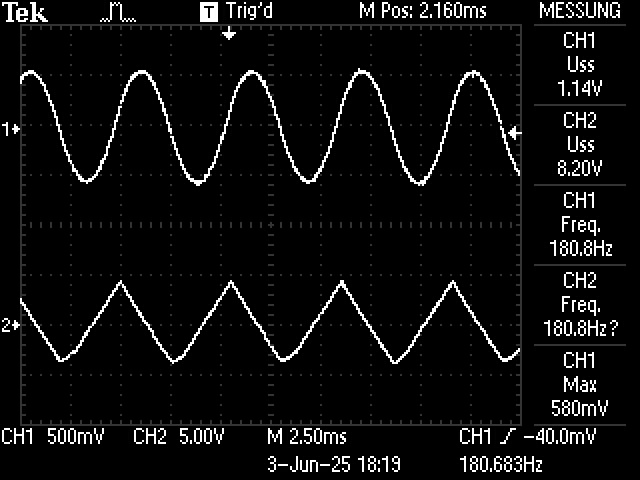 Tek T Trig'd M Pos: 2.160ms MESSUNG
CH1
Uss
1.14V
CH2
Uss
8.20V
CH1
Freq.
180.8Hz
CH2
Freq.
180.8Hz?
CH1
Max
580mV
1
2
CH1 500mV CH2 5.00V M 2.50ms CH1 -40.0mV
3-Jun-25 18:19 180.683Hz